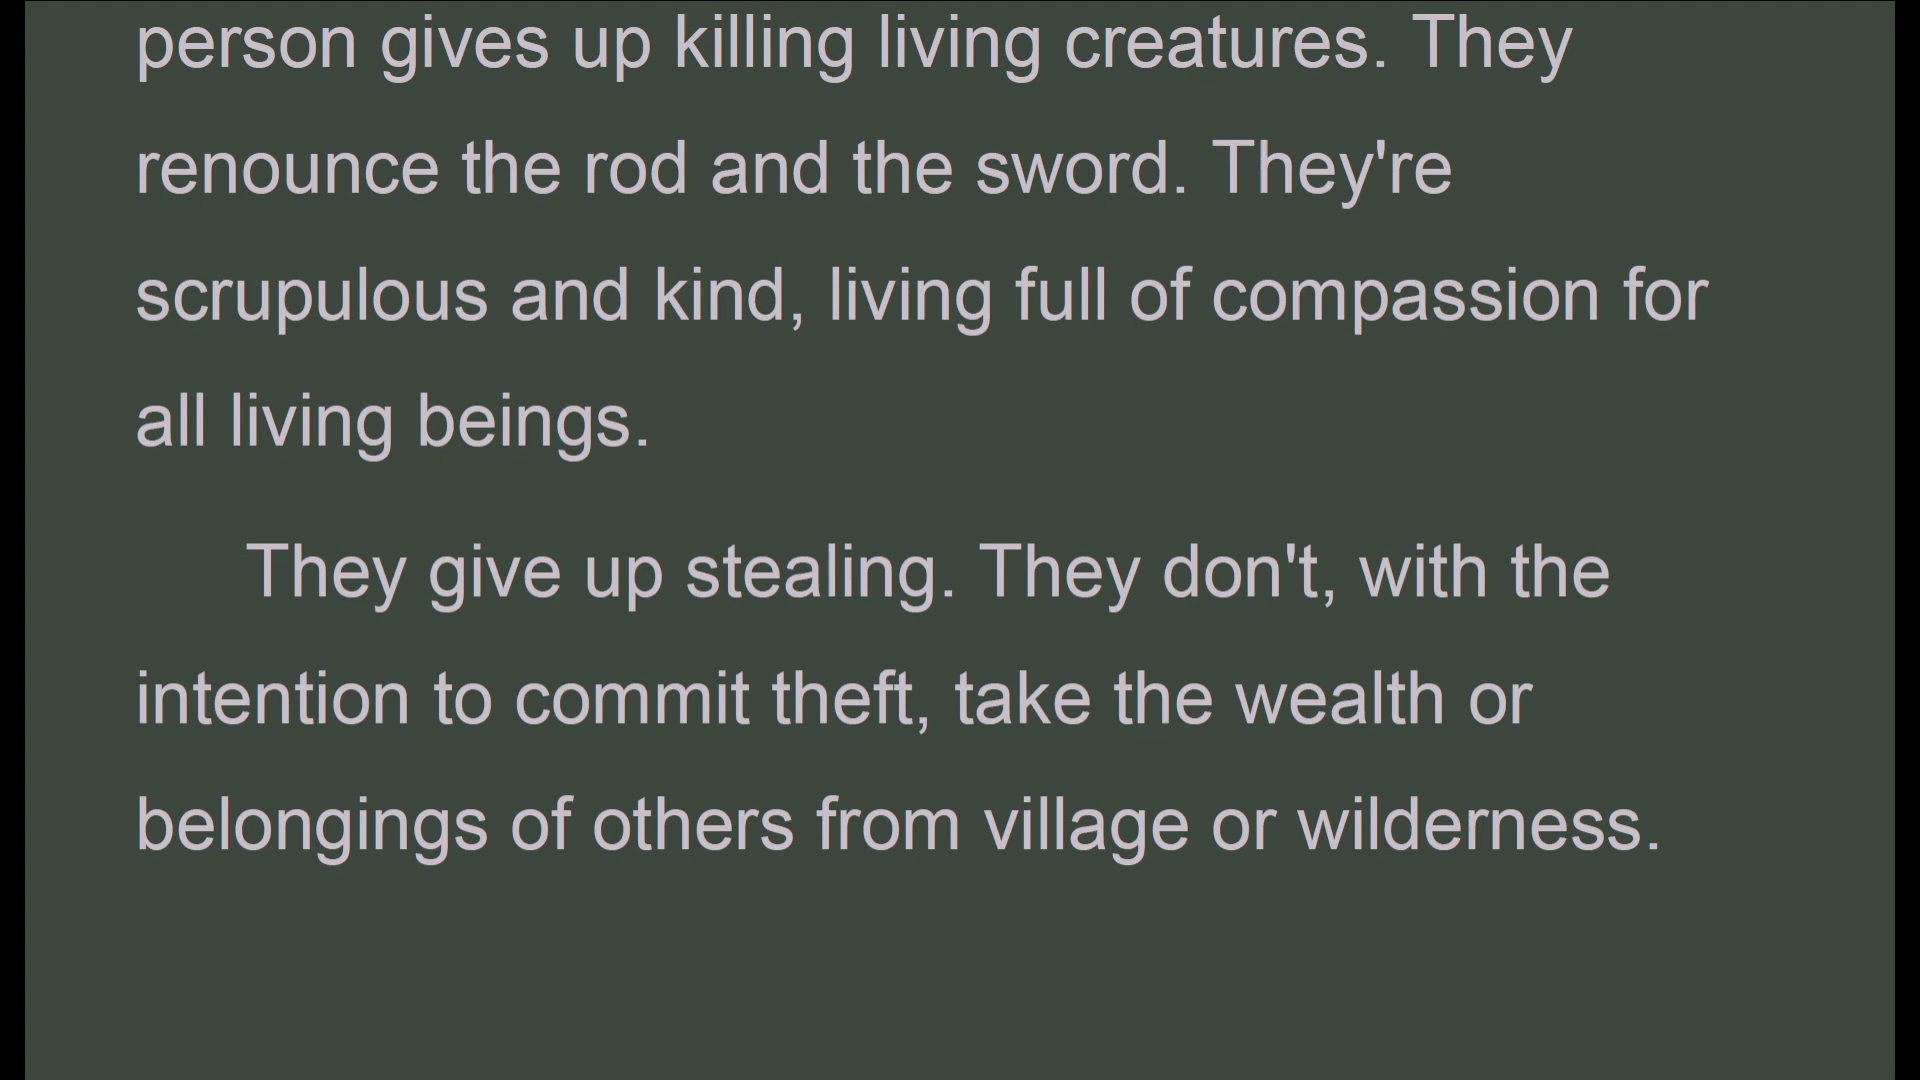 person gives up killing living creatures. They
renounce the rod and the sword. They're
scrupulous and kind, living full of compassion for
all living beings.
They give up stealing. They don't, with the
intention to commit theft, take the wealth or
belongings of others from village or wilderness.